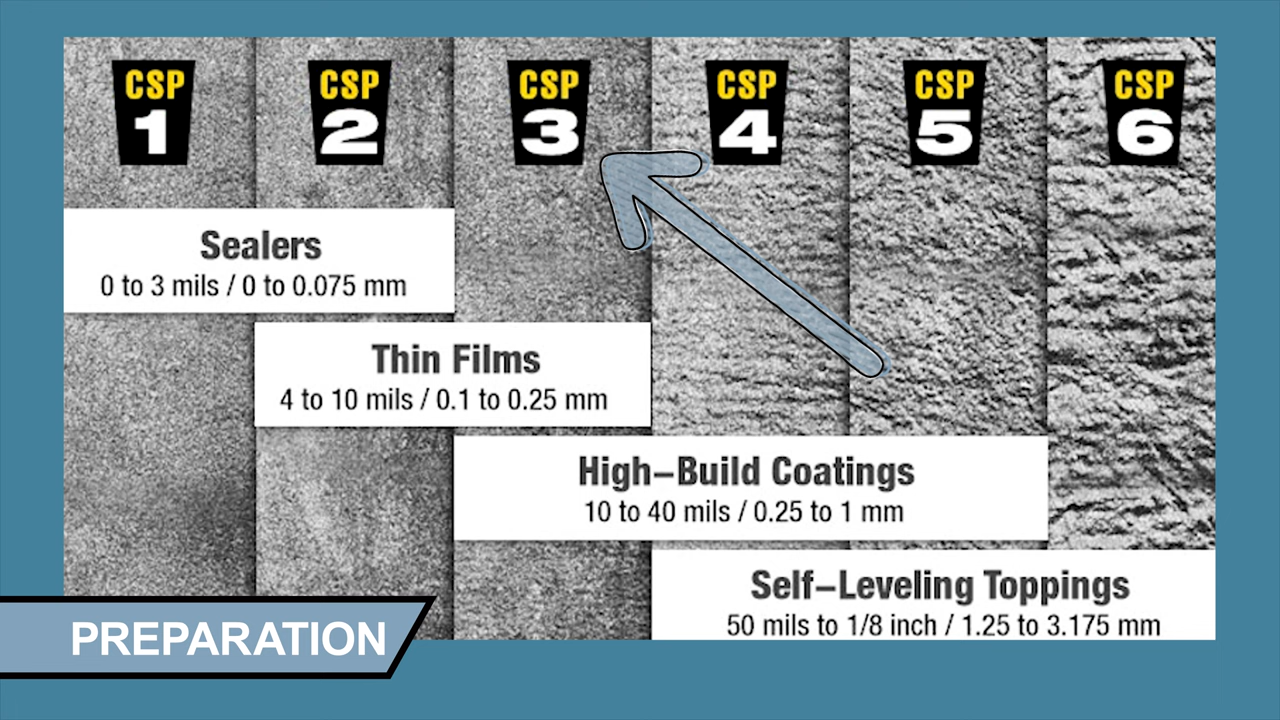 CSP
1
CSP
2
CSP
3
CSP
4
CSP
5
CSP
6
Sealers
0 to 3 mils / 0 to 0.075 mm
Thin Films
4 to 10 mils / 0.1 to 0.25 mm
High–Build Coatings
10 to 40 mils / 0.25 to 1 mm
Self–Leveling Toppings
50 mils to 1/8 inch / 1.25 to 3.175 mm
PREPARATION